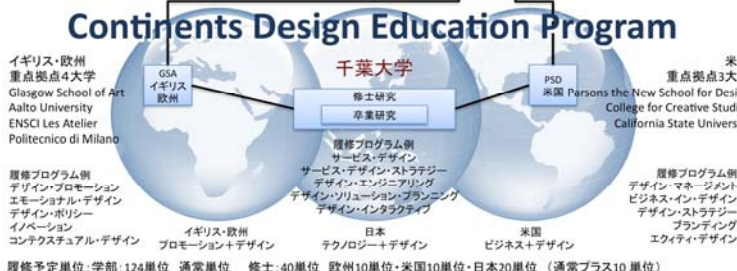 Continents Design Education Program
イギリス・欧州
重点拠点4大学
Glasgow School of Art
Aalto University
ENSCI Les Atelier
Politecnico di Milano
履修プログラム例
デザイン・プロモーション
エモーショナル・デザイン
デザイン・ポリシー
イノベーション
コンテクスチュアル・デザイン
GSA
イギリス
欧州
イギリス・欧州
プロモーション+デザイン
千葉大学
修士研究
卒業研究
履修プログラム例
サービス・デザイン
サービス・デザイン・ストラテジー
デザイン・エンジニアリング
デザイン・ソリューション・プランニング
デザイン・インタラクティブ
日本
テクノロジー+デザイン
PSD
米国
米国
ビジネス+デザイン
米
重点拠点3大
Parsons the New School for Desi
College for Creative Studi
California State Univers
履修プログラム例
デザイン・マネージメント
ビジネス・イン・デザイン
デザイン・ストラテジー
ブランディング
エクィティ・デザイン
履修予定単位:学部:124単位 通常単位 修士:40単位 欧州10単位・米国10単位・日本20単位 (通常プラス10単位)